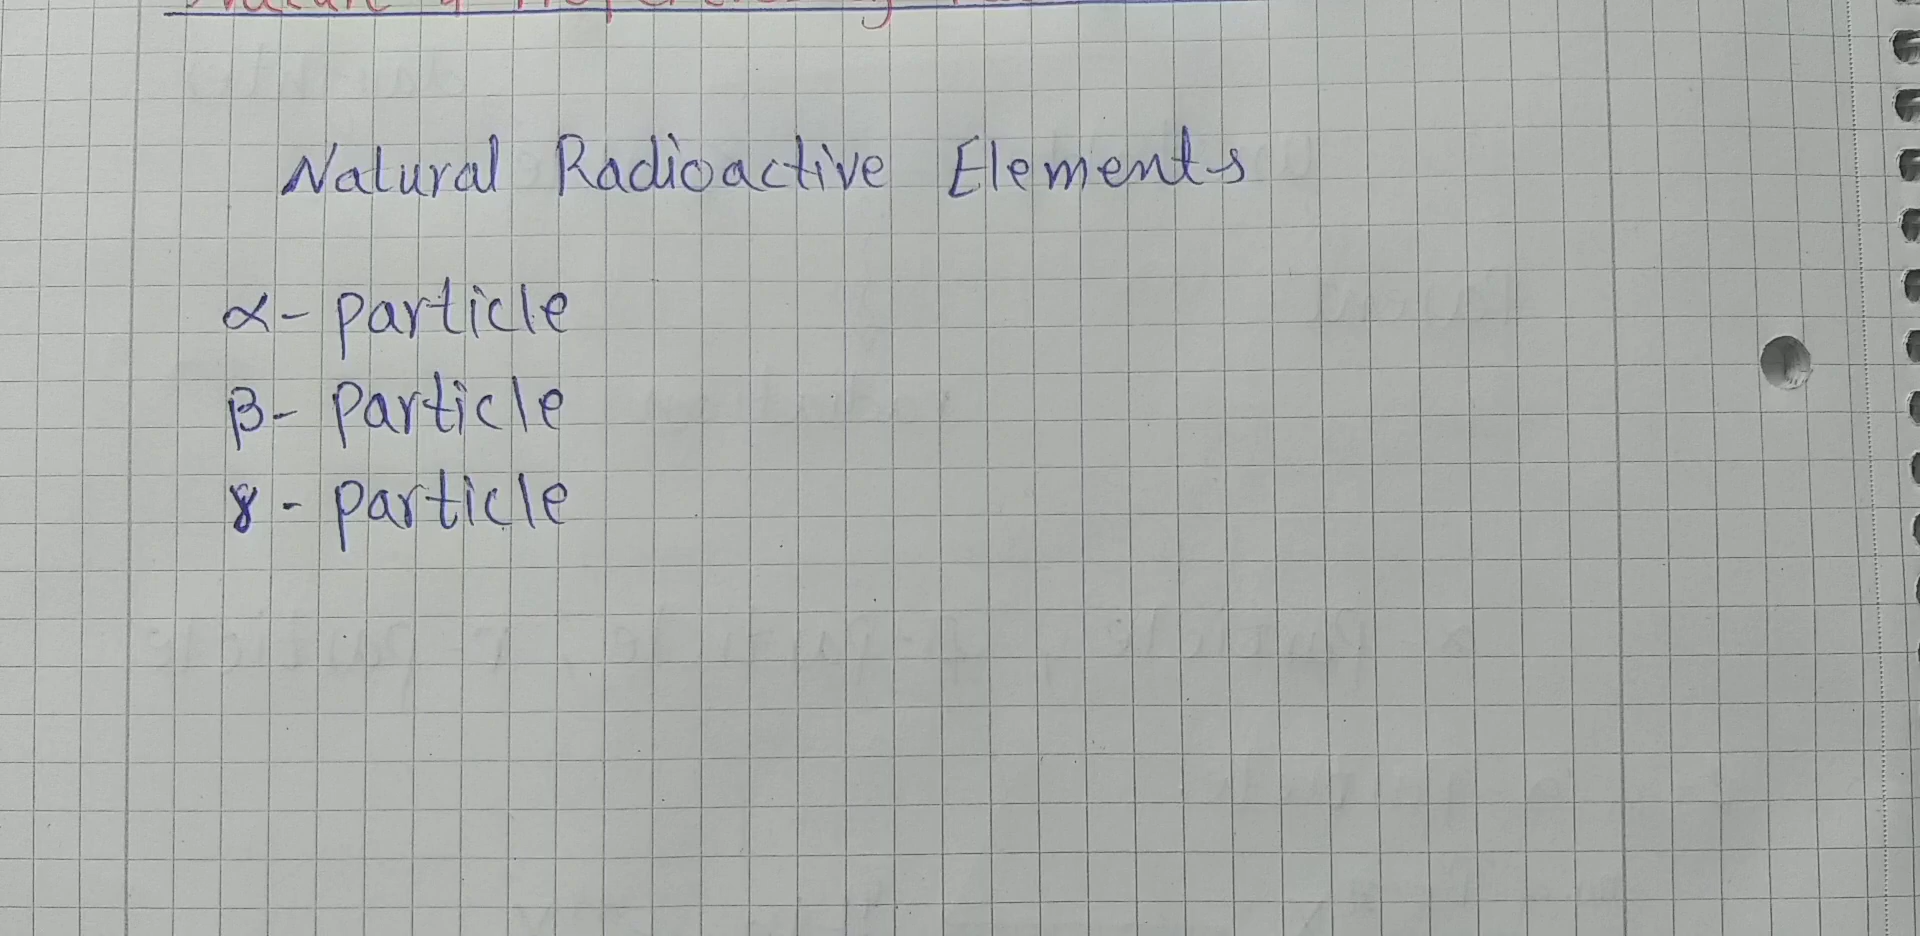 Natural Radioactive Elements
α- particle
β- particle
γ - particle